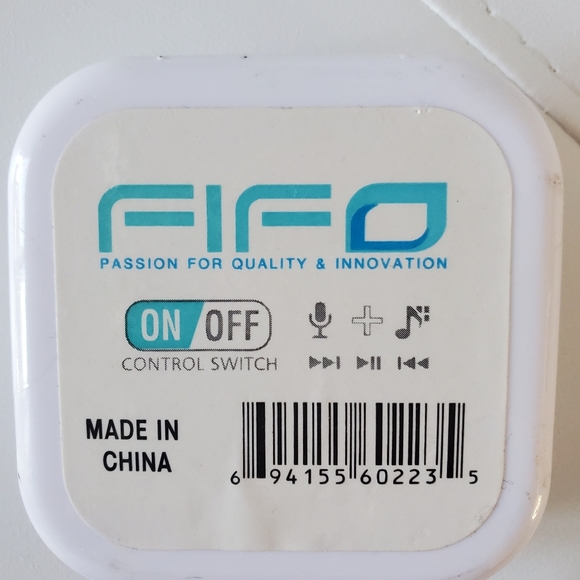 FIFO
PASSION FOR QUALITY & INNOVATION
ON/OFF
CONTROL SWITCH
MADE IN
CHINA
6 94155 60223 5